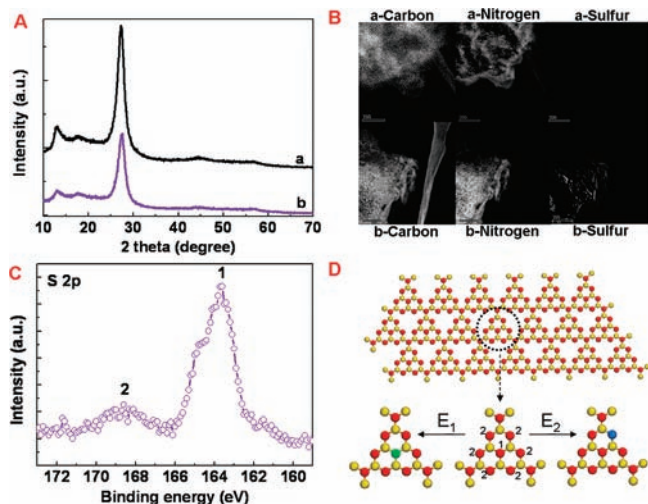 A
Intensity (a.u.)
a
b
10 20 30 40 50 60 70
2 theta (degree)
B
a-Carbon a-Nitrogen a-Sulfur
b-Carbon b-Nitrogen b-Sulfur
C
S 2p
1
2
Intensity (a.u.)
172 170 168 166 164 162 160
Binding energy (eV)
D
E1 E2
2 2
1
2 2
2 2